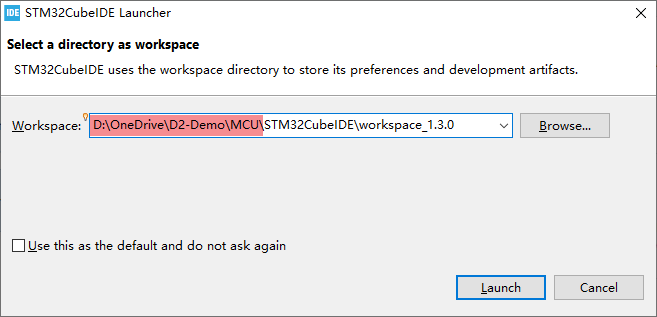 IDE STM32CubeIDE Launcher
Select a directory as workspace
STM32CubeIDE uses the workspace directory to store its preferences and development artifacts.
Workspace: D:\OneDrive\D2-Demo\MCU\STM32CubeIDE\workspace_1.3.0 Browse...
Use this as the default and do not ask again
Launch Cancel